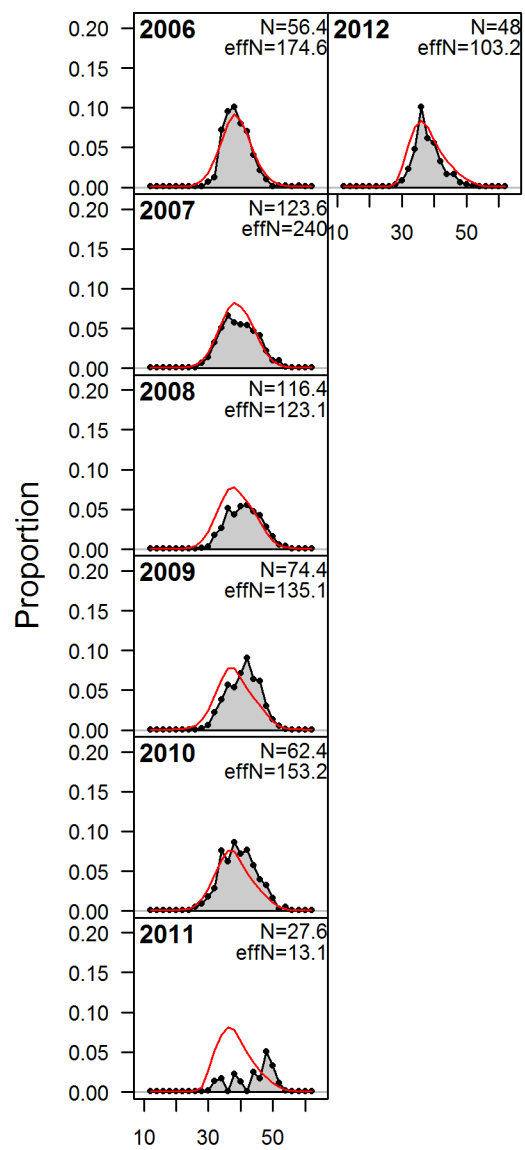 Proportion
2006
N=56.4
effN=174.6
0.20
0.15
0.10
0.05
0.00
2012
N=48
effN=103.2
10 30 50
2007
N=123.6
effN=240
0.20
0.15
0.10
0.05
0.00
2008
N=116.4
effN=123.1
0.20
0.15
0.10
0.05
0.00
2009
N=74.4
effN=135.1
0.20
0.15
0.10
0.05
0.00
2010
N=62.4
effN=153.2
0.20
0.15
0.10
0.05
0.00
2011
N=27.6
effN=13.1
0.20
0.15
0.10
0.05
0.00
10 30 50